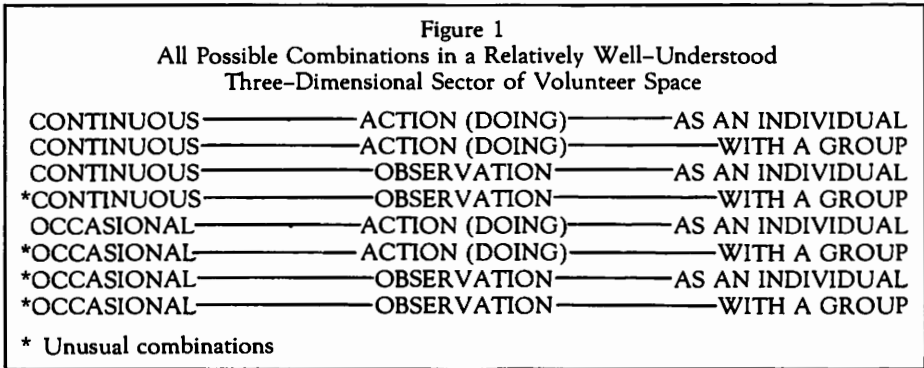 Figure 1
All Possible Combinations in a Relatively Well-Understood
Three-Dimensional Sector of Volunteer Space
CONTINUOUS————ACTION (DOING)————AS AN INDIVIDUAL
CONTINUOUS————ACTION (DOING)————WITH A GROUP
CONTINUOUS————OBSERVATION————AS AN INDIVIDUAL
*CONTINUOUS————OBSERVATION————WITH A GROUP
OCCASIONAL————ACTION (DOING)————AS AN INDIVIDUAL
*OCCASIONAL————ACTION (DOING)————WITH A GROUP
*OCCASIONAL————OBSERVATION————AS AN INDIVIDUAL
*OCCASIONAL————OBSERVATION————WITH A GROUP
* Unusual combinations